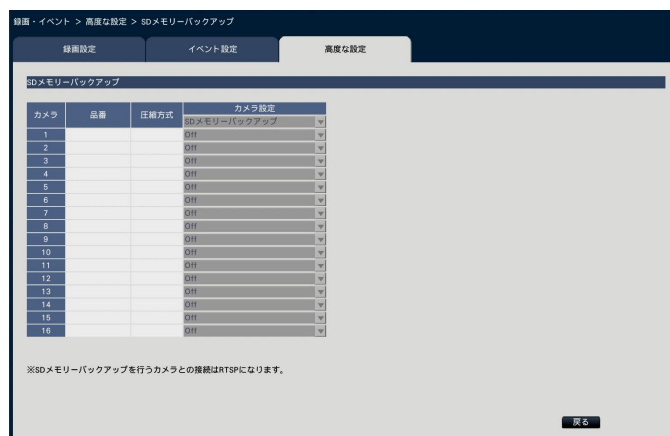 録画・イベント > 高度な設定 > SDメモリーバックアップ
録画設定 イベント設定 高度な設定
SDメモリーバックアップ
カメラ 品番 圧縮方式 カメラ設定
SDメモリーバックアップ
1 Off
2 Off
3 Off
4 Off
5 Off
6 Off
7 Off
8 Off
9 Off
10 Off
11 Off
12 Off
13 Off
14 Off
15 Off
16 Off
※SDメモリーバックアップを行うカメラとの接続はRTSPになります。
戻る